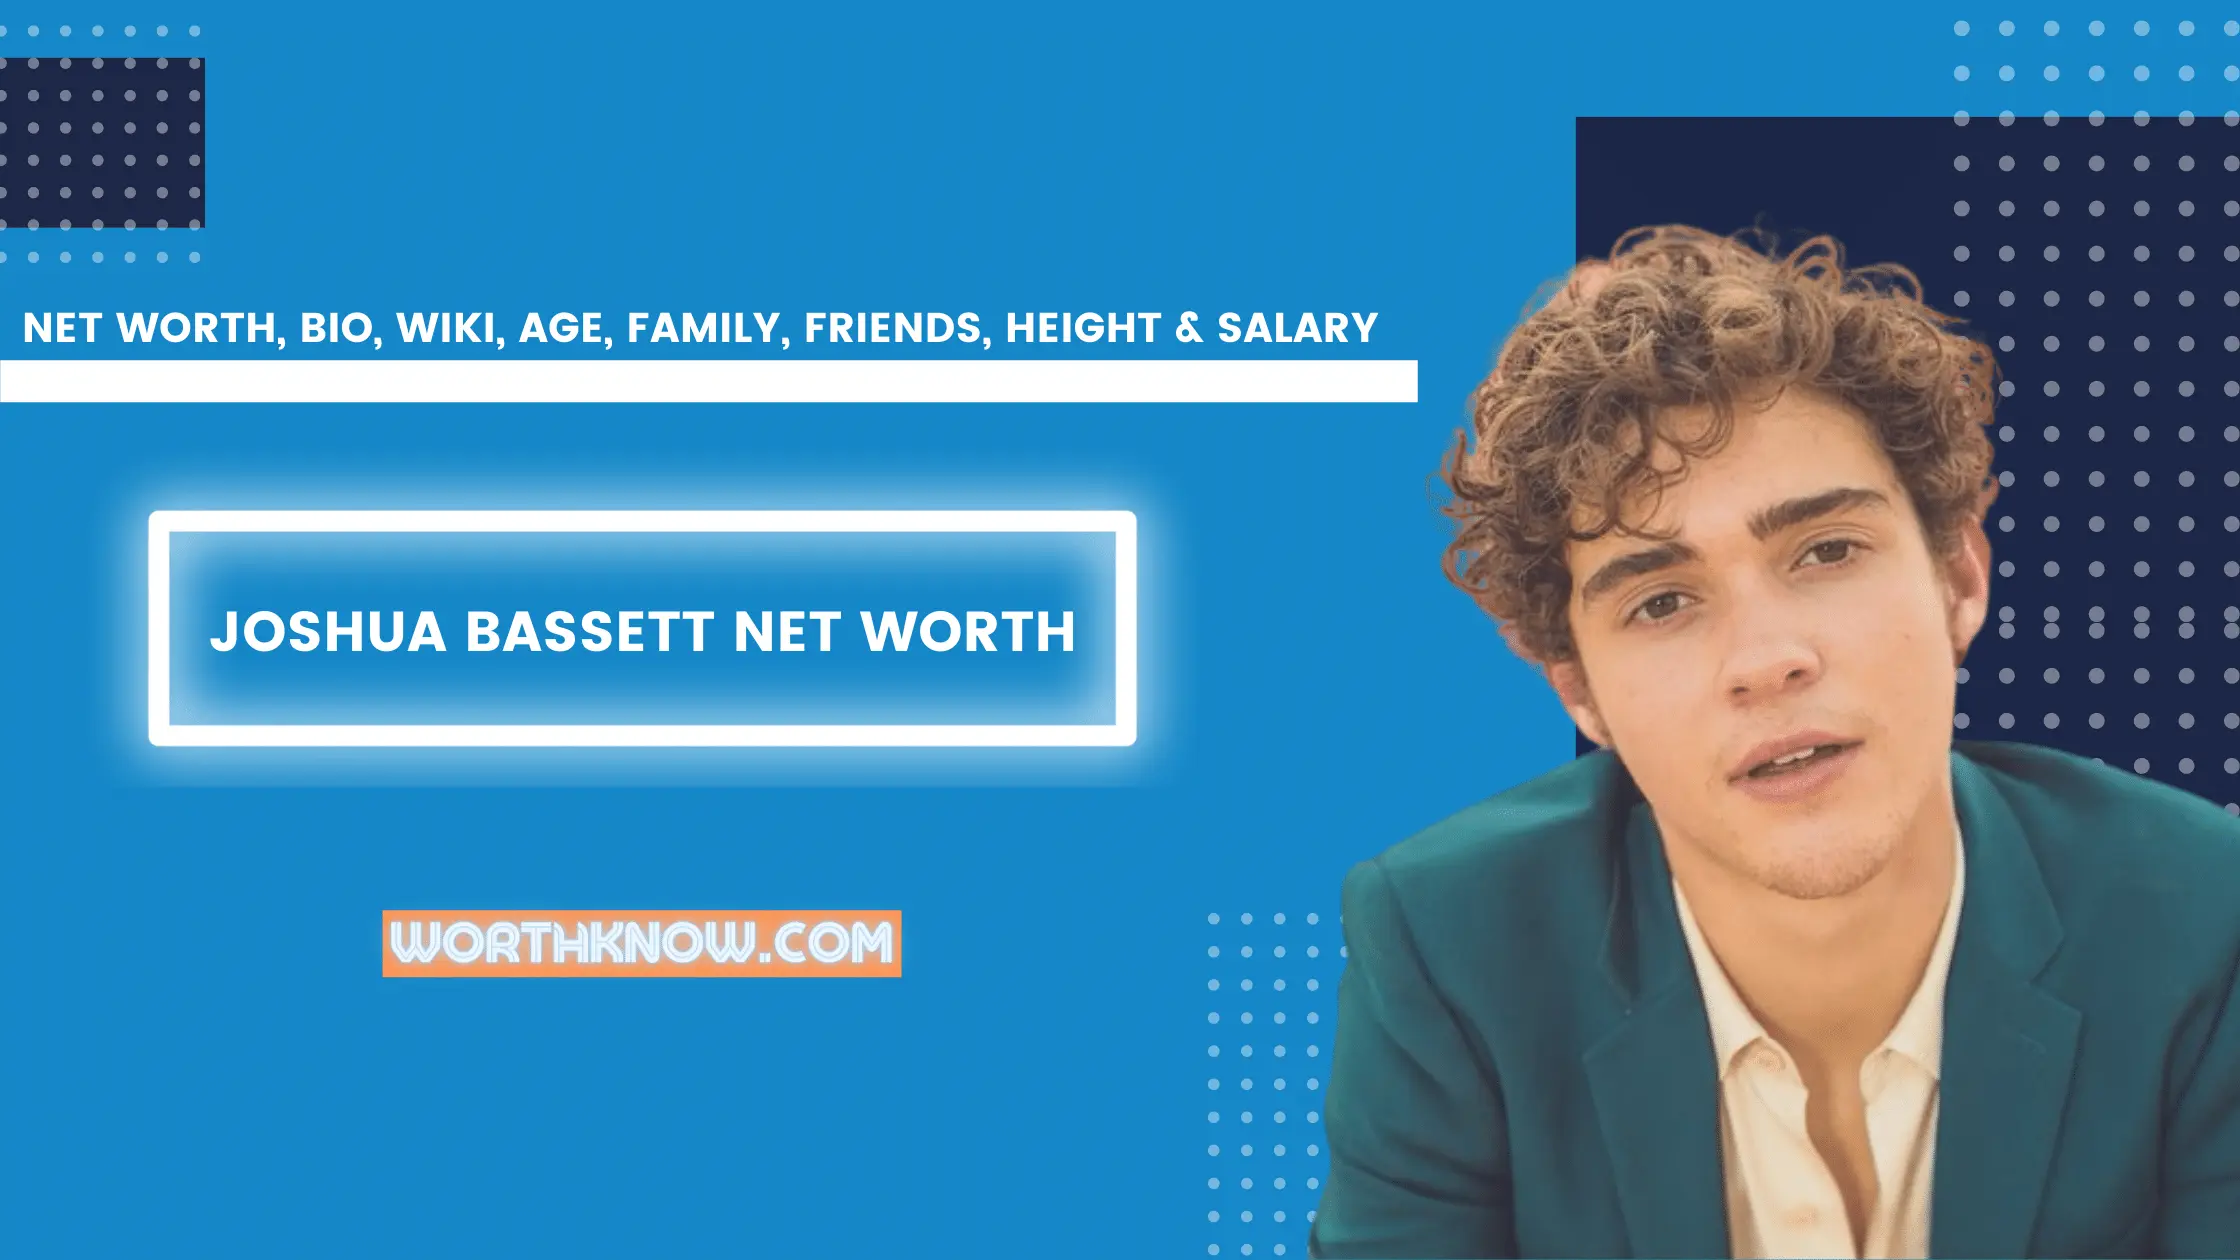 NET WORTH, BIO, WIKI, AGE, FAMILY, FRIENDS, HEIGHT & SALARY
JOSHUA BASSETT NET WORTH
WORTHKNOW.COM